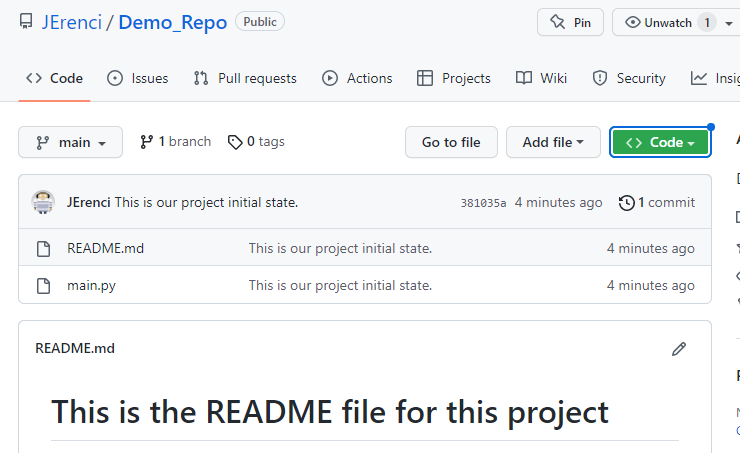 JErenci / Demo_Repo Public Pin Unwatch 1
Code Issues Pull requests Actions Projects Wiki Security
main 1 branch 0 tags Go to file Add file Code
JErenci This is our project initial state. 381035a 4 minutes ago 1 commit
README.md This is our project initial state. 4 minutes ago
main.py This is our project initial state. 4 minutes ago
README.md
This is the README file for this project